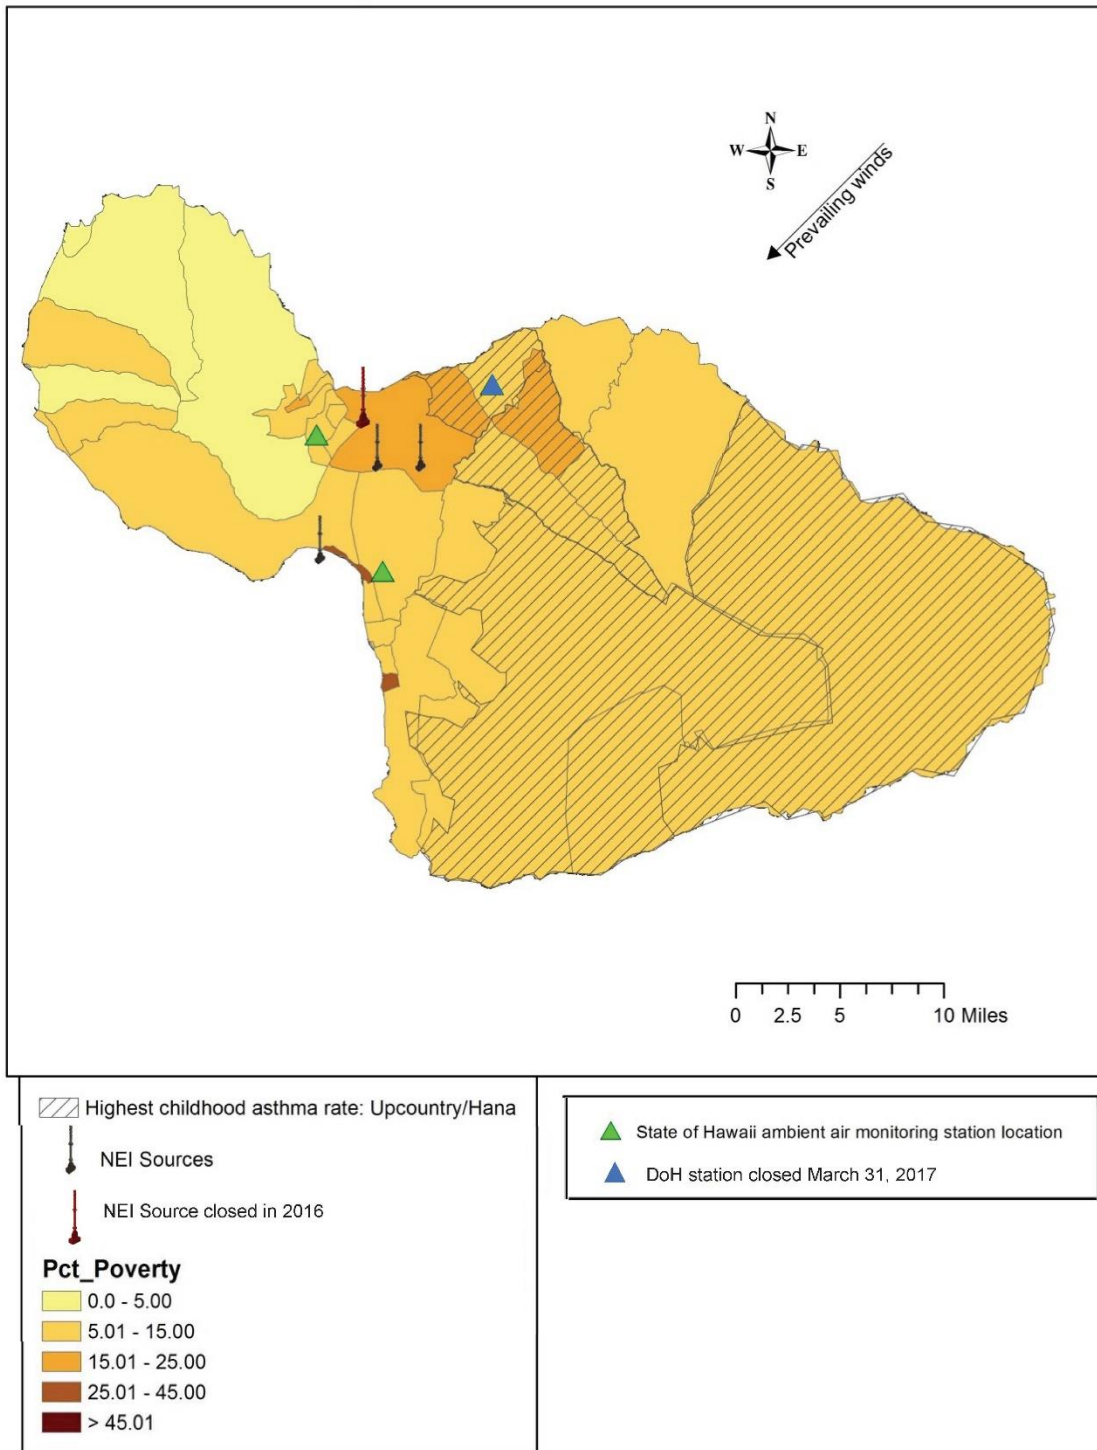 N
W E
S
Prevailing winds
0 2.5 5 10 Miles
Highest childhood asthma rate: Upcountry/Hana
NEI Sources
NEI Source closed in 2016
Pct_Poverty
0.0 - 5.00
5.01 - 15.00
15.01 - 25.00
25.01 - 45.00
> 45.01
State of Hawaii ambient air monitoring station location
DoH station closed March 31, 2017